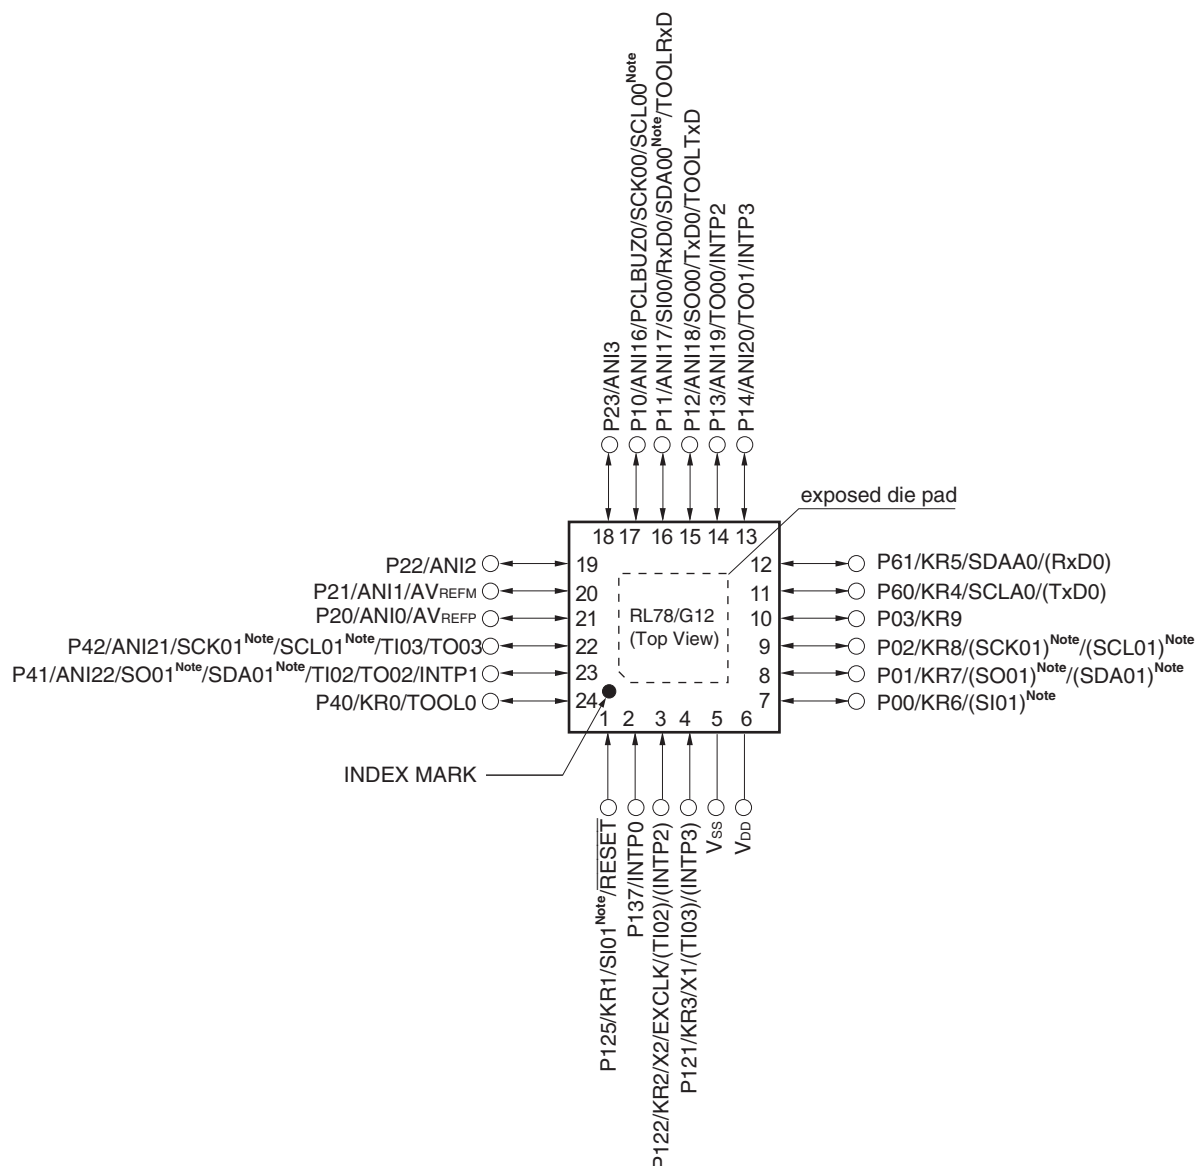 P23/ANI3
P10/ANI16/PCLBUZ0/SCK00/SCL00Note
P11/ANI17/SI00/RxD0/SDA00Note/TOOLRxD
P12/ANI18/SO00/TxD0/TOOLTxD
P13/ANI19/TO00/INTP2
P14/ANI20/TO01/INTP3
exposed die pad
18 17 16 15 14 13
P22/ANI2 19
P21/ANI1/AVREFM 20
P20/ANI0/AVREFP 21
P42/ANI21/SCK01Note/SCL01Note/TI03/TO03 22
P41/ANI22/SO01Note/SDA01Note/TI02/TO02/INTP1 23
P40/KR0/TOOL0 24
RL78/G12
(Top View)
12 P61/KR5/SDAA0/(RxD0)
11 P60/KR4/SCLA0/(TxD0)
10 P03/KR9
9 P02/KR8/(SCK01)Note/(SCL01)Note
8 P01/KR7/(SO01)Note/(SDA01)Note
7 P00/KR6/(SI01)Note
1 2 3 4 5 6
INDEX MARK
P125/KR1/SI01Note/RESET
P137/INTP0
P122/KR2/X2/EXCLK/(TI02)/(INTP2)
P121/KR3/X1/(TI03)/(INTP3)
VSS
VDD